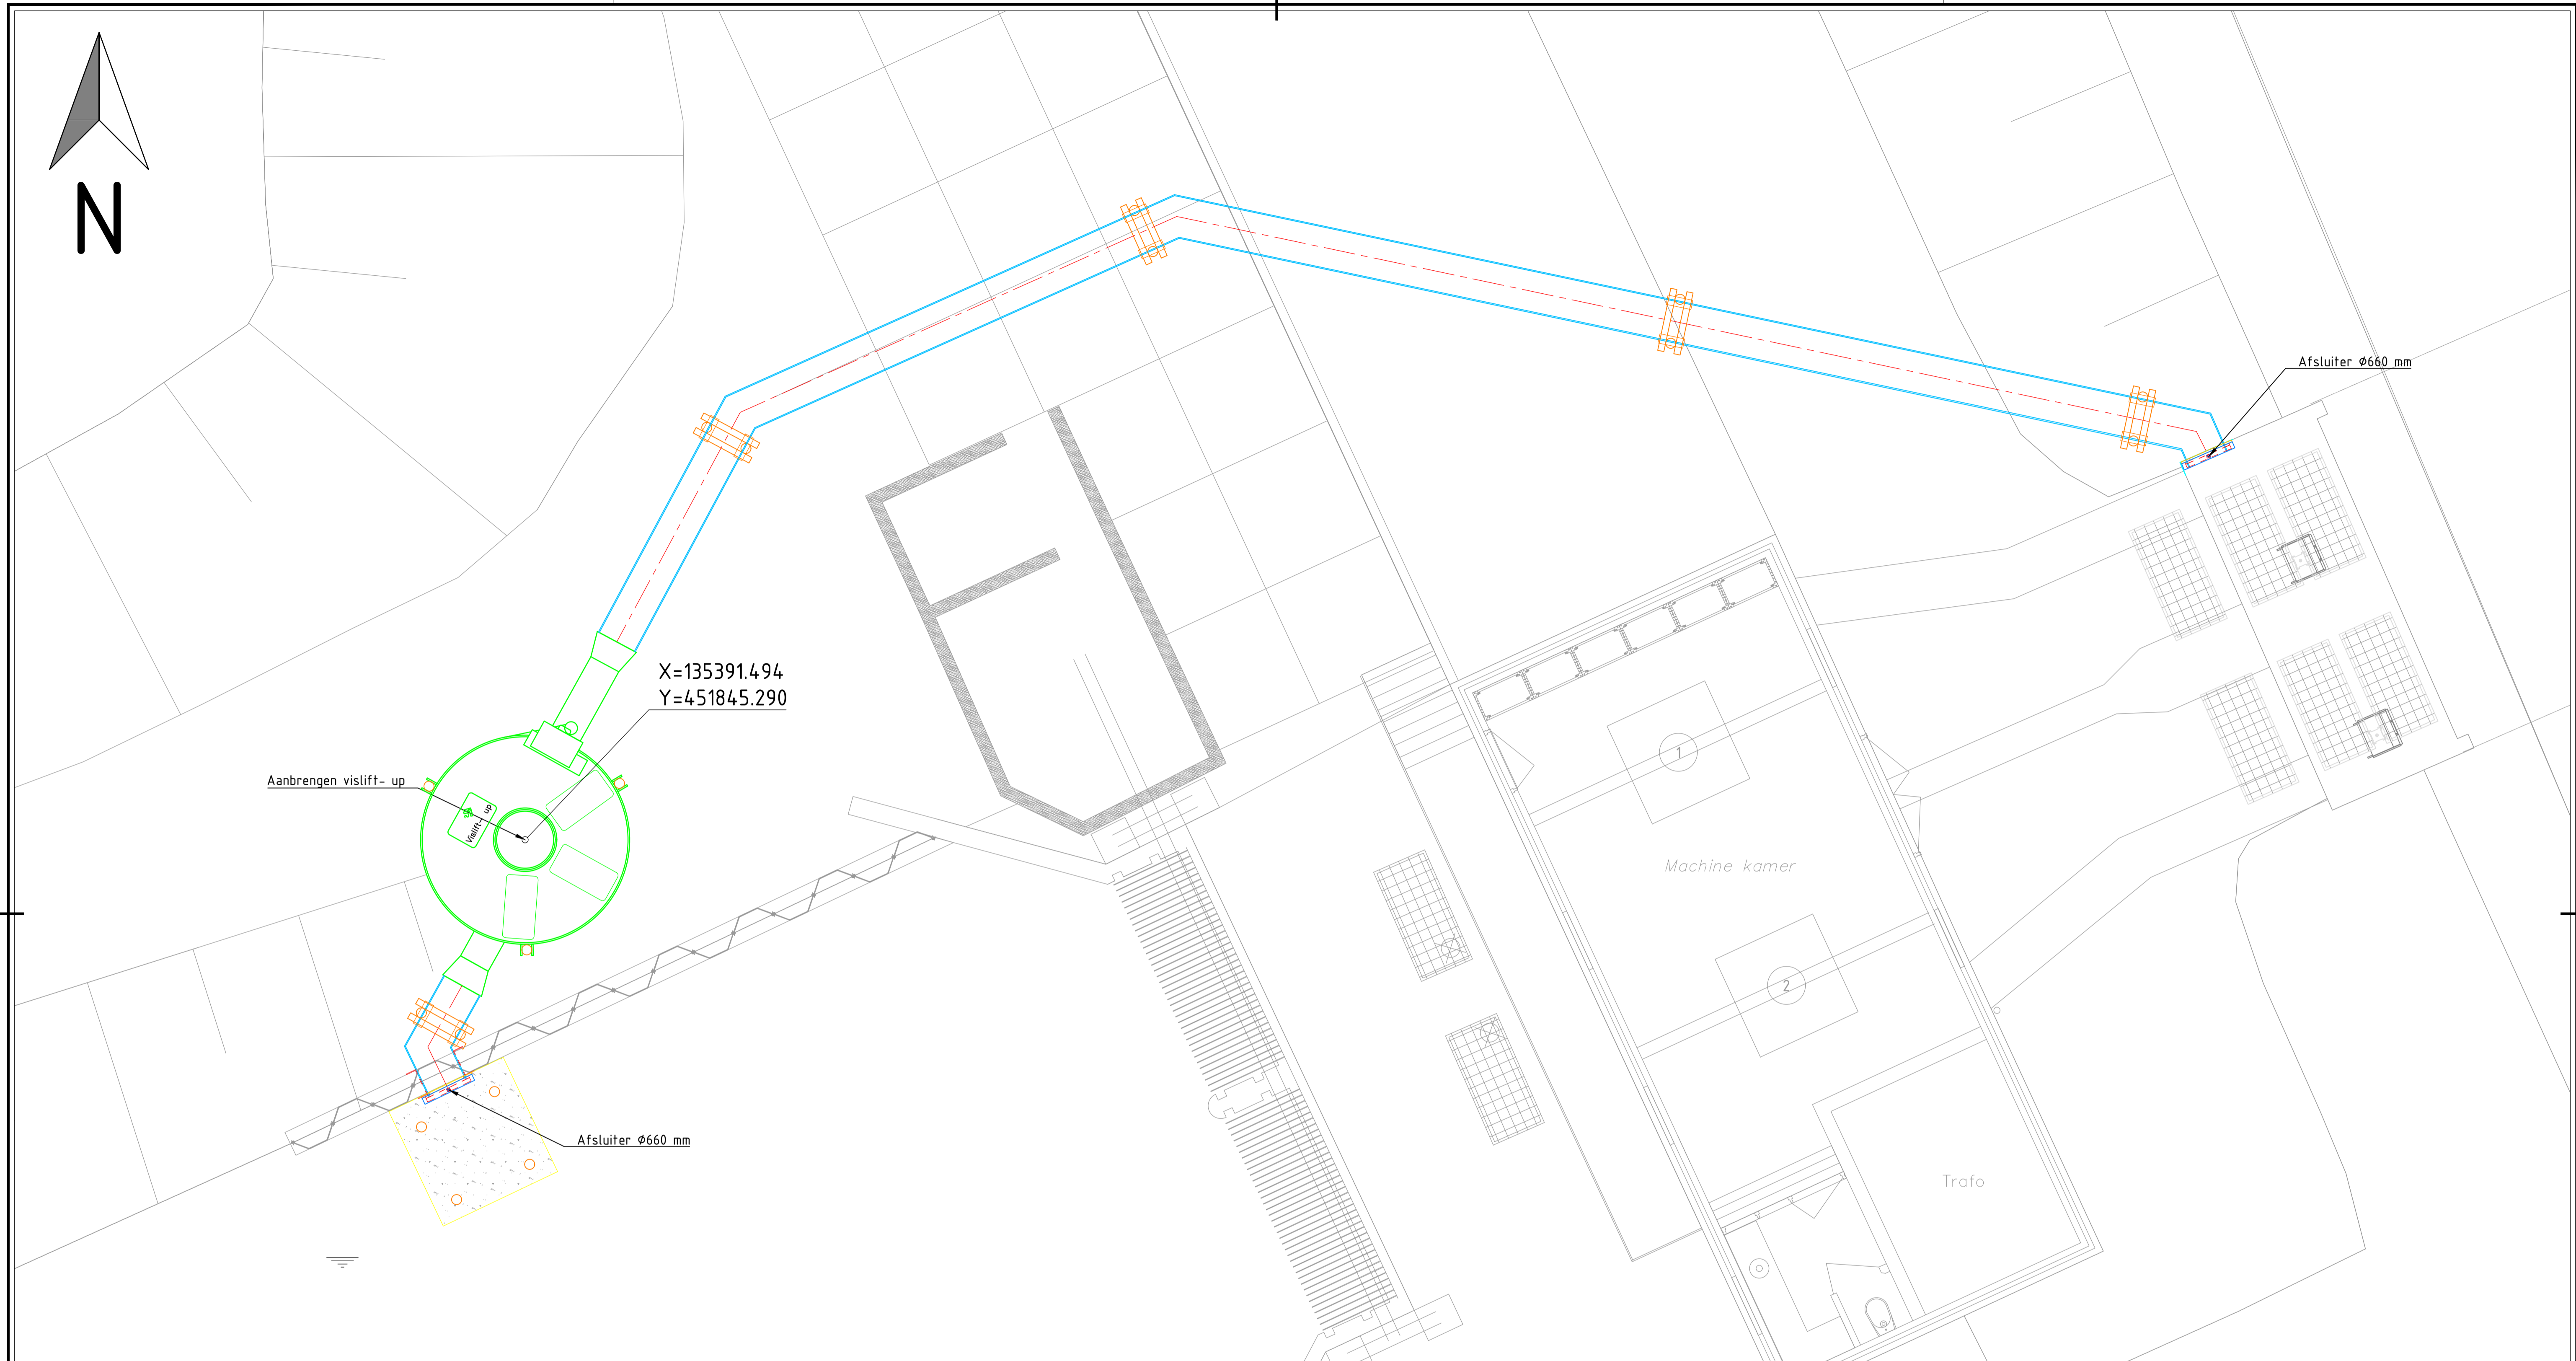 N
Afsluiter Ø660 mm
X=135391.494
Y=451845.290
Aanbrengen vislift- up
Vislift- up
1
Machine kamer
2
Afsluiter Ø660 mm
Trafo